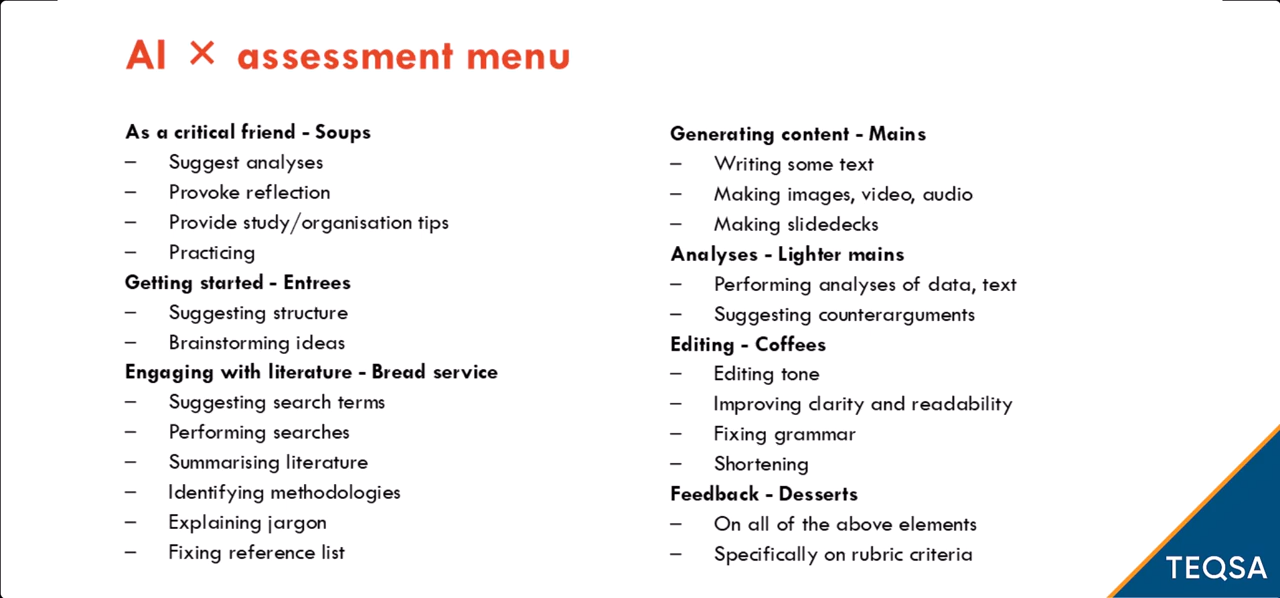 AI × assessment menu
As a critical friend - Soups
– Suggest analyses
– Provoke reflection
– Provide study/organisation tips
– Practicing
Getting started - Entrees
– Suggesting structure
– Brainstorming ideas
Engaging with literature - Bread service
– Suggesting search terms
– Performing searches
– Summarising literature
– Identifying methodologies
– Explaining jargon
– Fixing reference list
Generating content - Mains
– Writing some text
– Making images, video, audio
– Making slidedecks
Analyses - Lighter mains
– Performing analyses of data, text
– Suggesting counterarguments
Editing - Coffees
– Editing tone
– Improving clarity and readability
– Fixing grammar
– Shortening
Feedback - Desserts
– On all of the above elements
– Specifically on rubric criteria
TEQSA